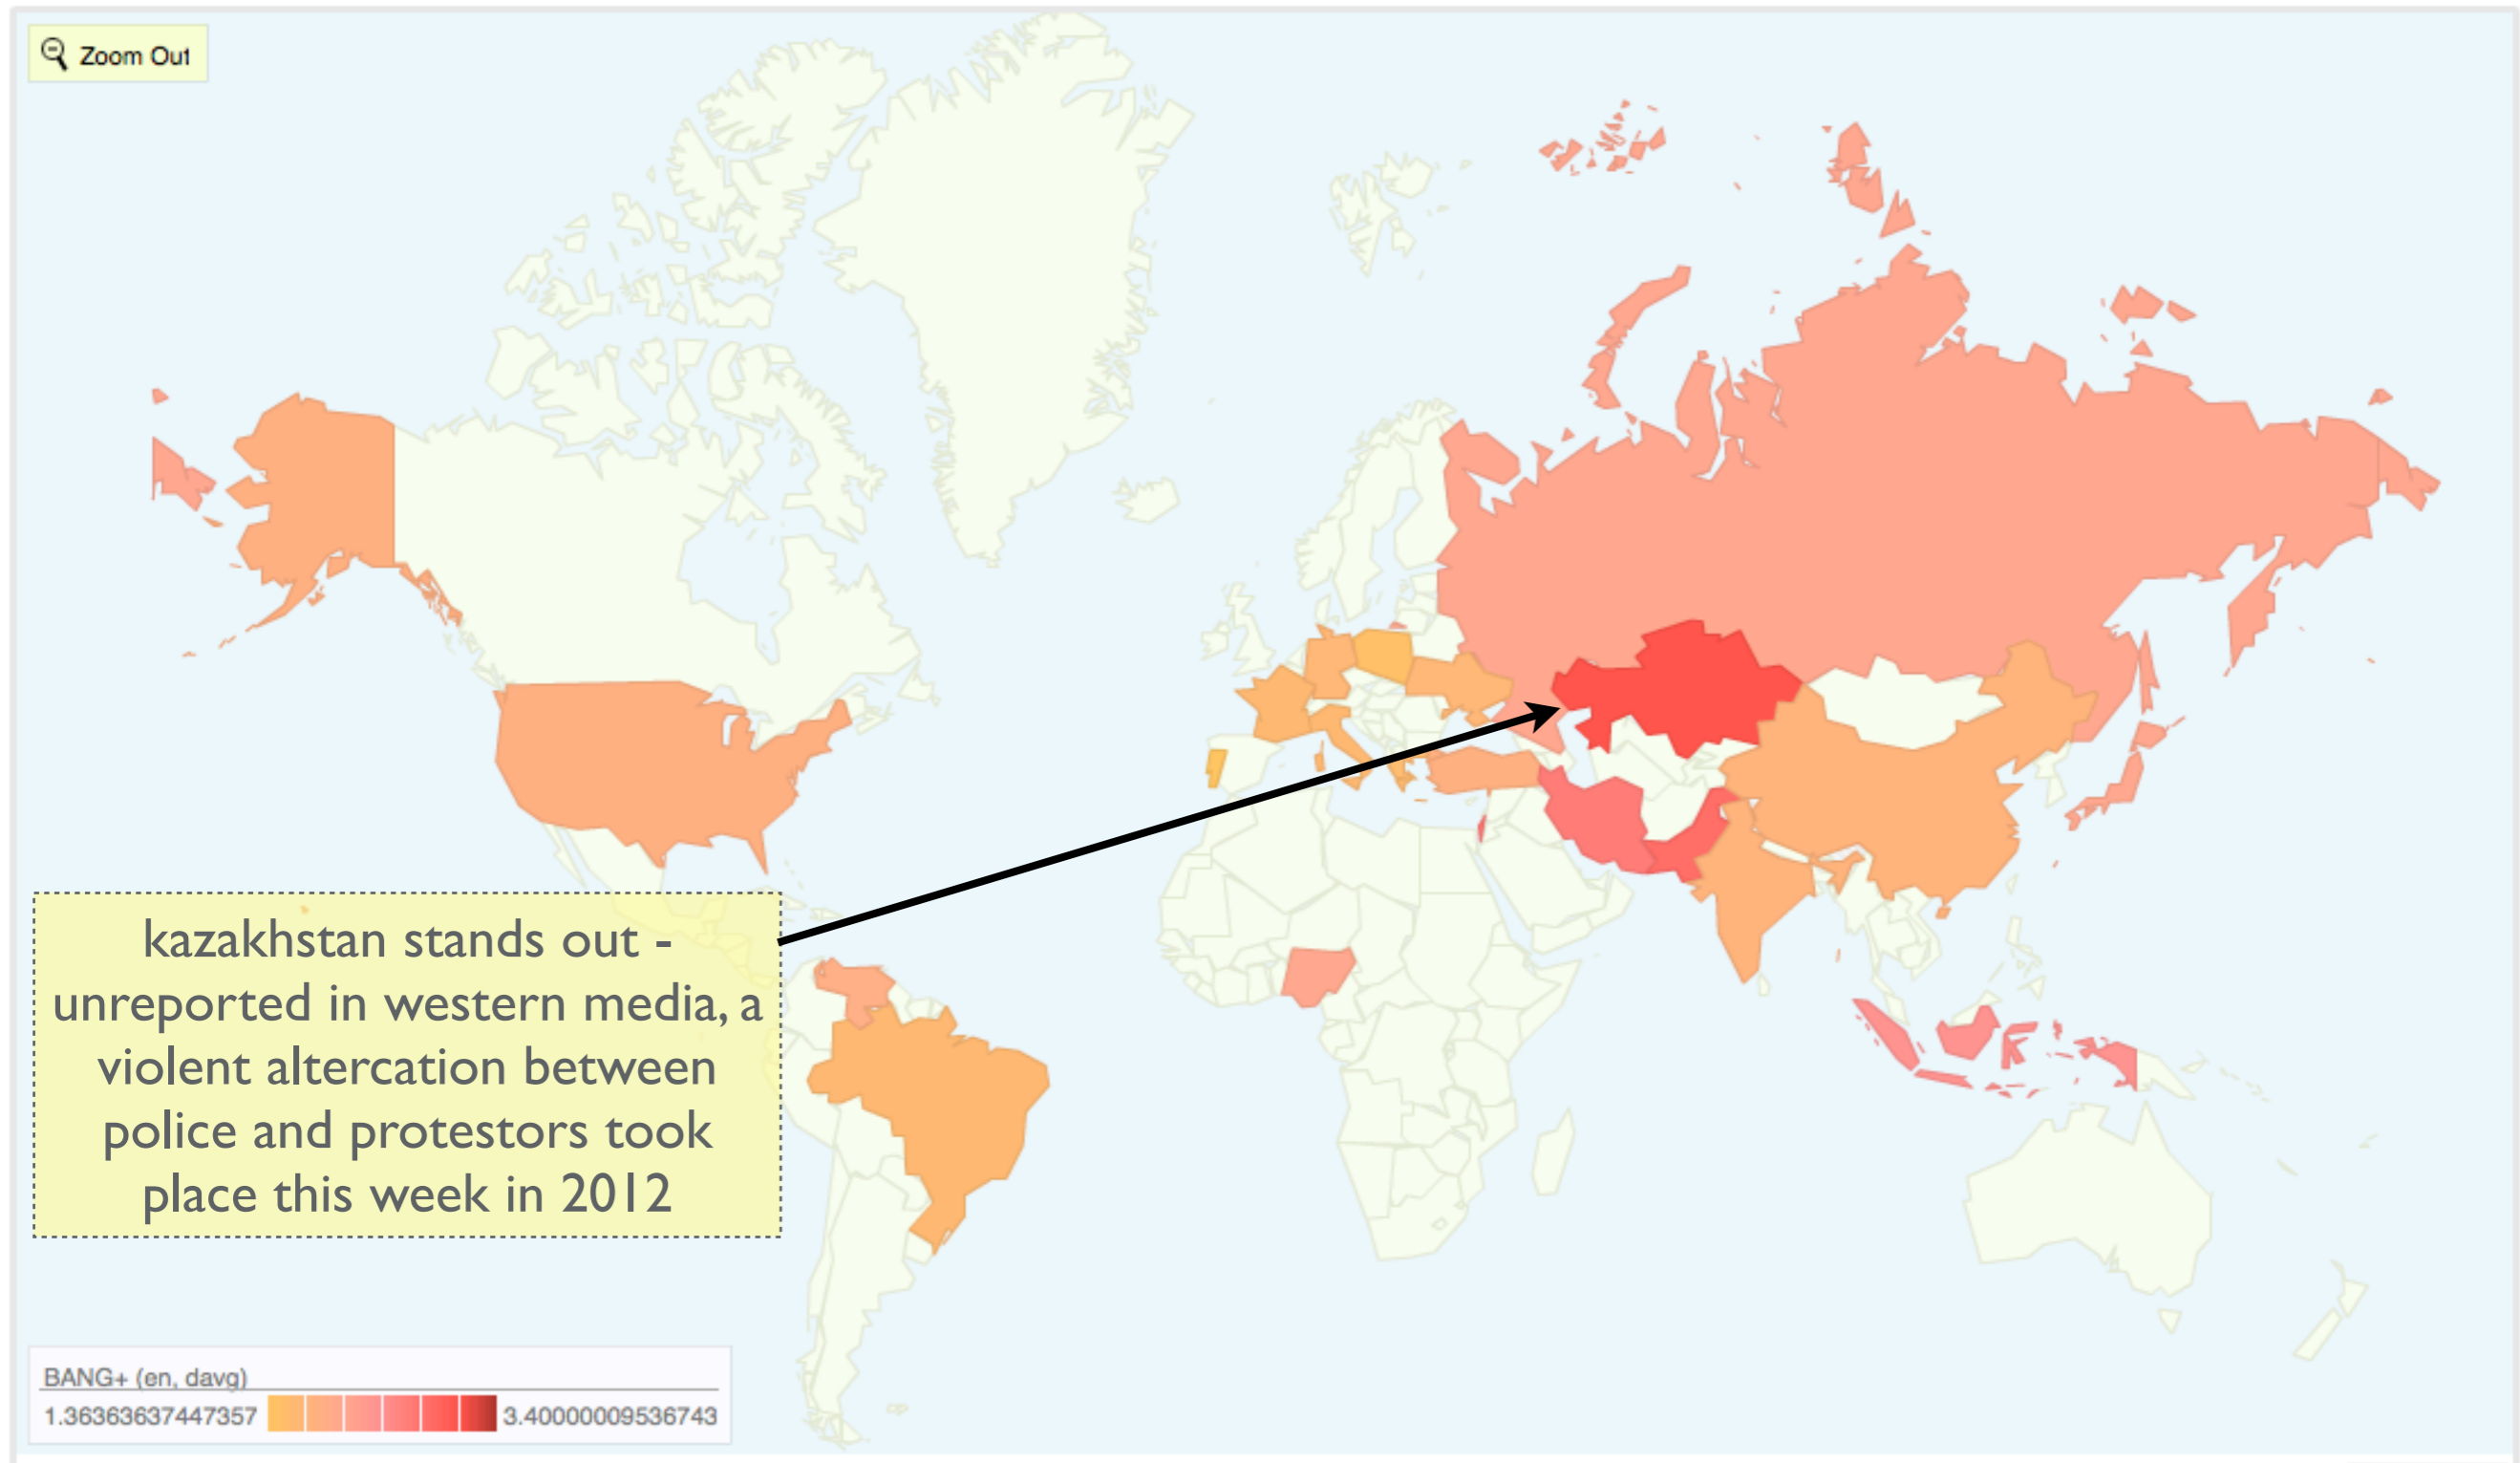 Zoom Out
kazakhstan stands out -
unreported in western media, a
violent altercation between
police and protestors took
place this week in 2012
BANG+ (en, davg)
1.36363637447357 3.40000009536743